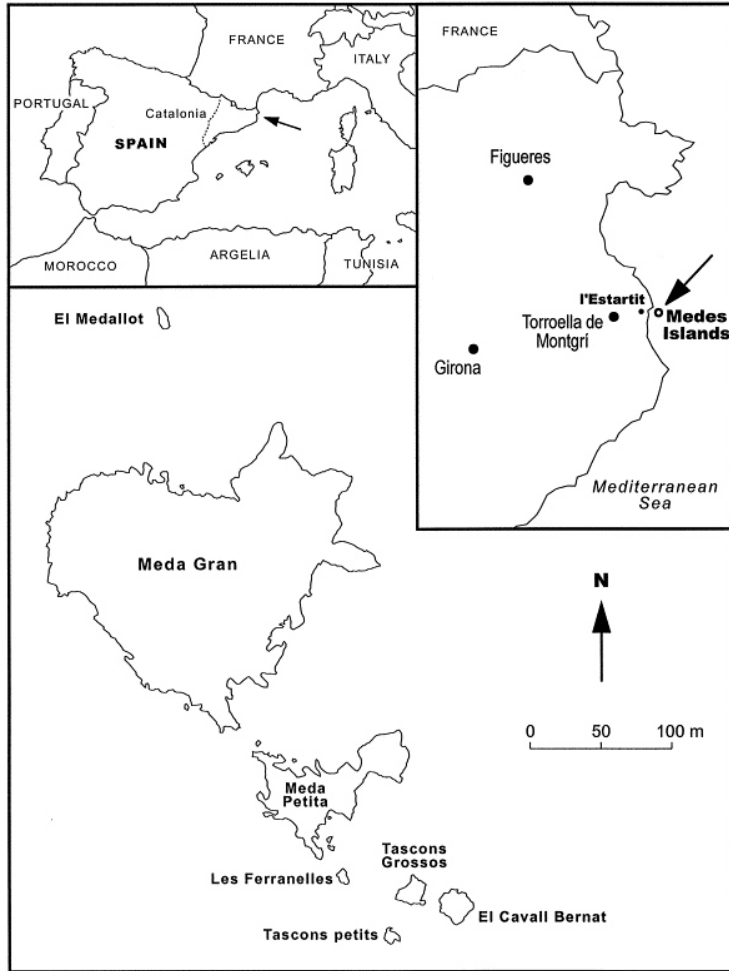 FRANCE
ITALY
PORTUGAL
Catalonia
SPAIN
MOROCCO
ARGELIA
TUNISIA
FRANCE
Figueres
l'Estartit
Medes
Islands
Torroella de
Montgrí
Girona
Mediterranean
Sea
El Medallot
Meda Gran
N
0 50 100 m
Meda
Petita
Tascons
Grossos
Les Ferranelles
El Cavall Bernat
Tascons petits